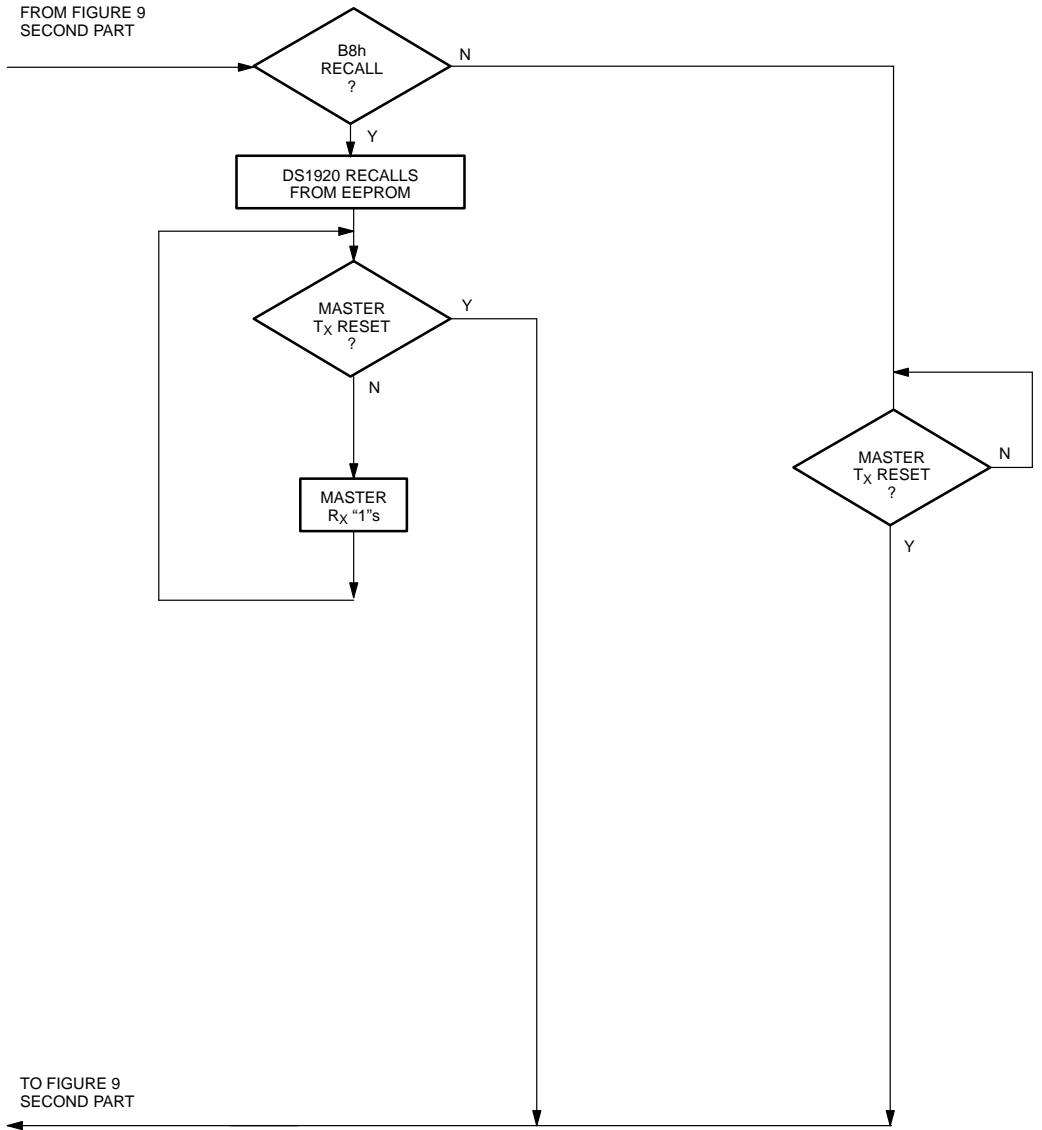 FROM FIGURE 9
SECOND PART
B8h
RECALL
?
N
Y
DS1920 RECALLS
FROM EEPROM
MASTER
TX RESET
?
Y
N
MASTER
RX “1”s
MASTER
TX RESET
?
N
Y
TO FIGURE 9
SECOND PART